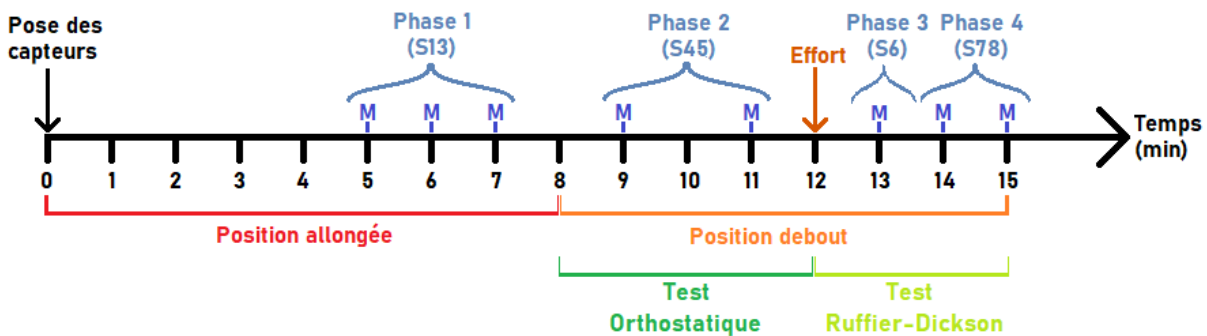 Pose des
capteurs
Phase 1
(S13)
Phase 2
(S45)
Effort
Phase 3
(S6)
Phase 4
(S78)
M M M M M M M M
Temps
(min)
0 1 2 3 4 5 6 7 8 9 10 11 12 13 14 15
Position allongée
Position debout
Test
Orthostatique
Test
Ruffier-Dickson